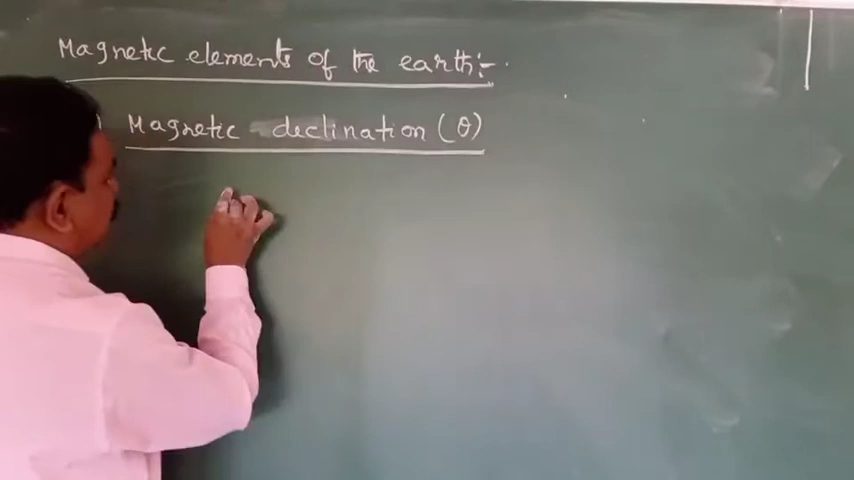 Magnetic elements of the earth:-
) Magnetic declination (θ)